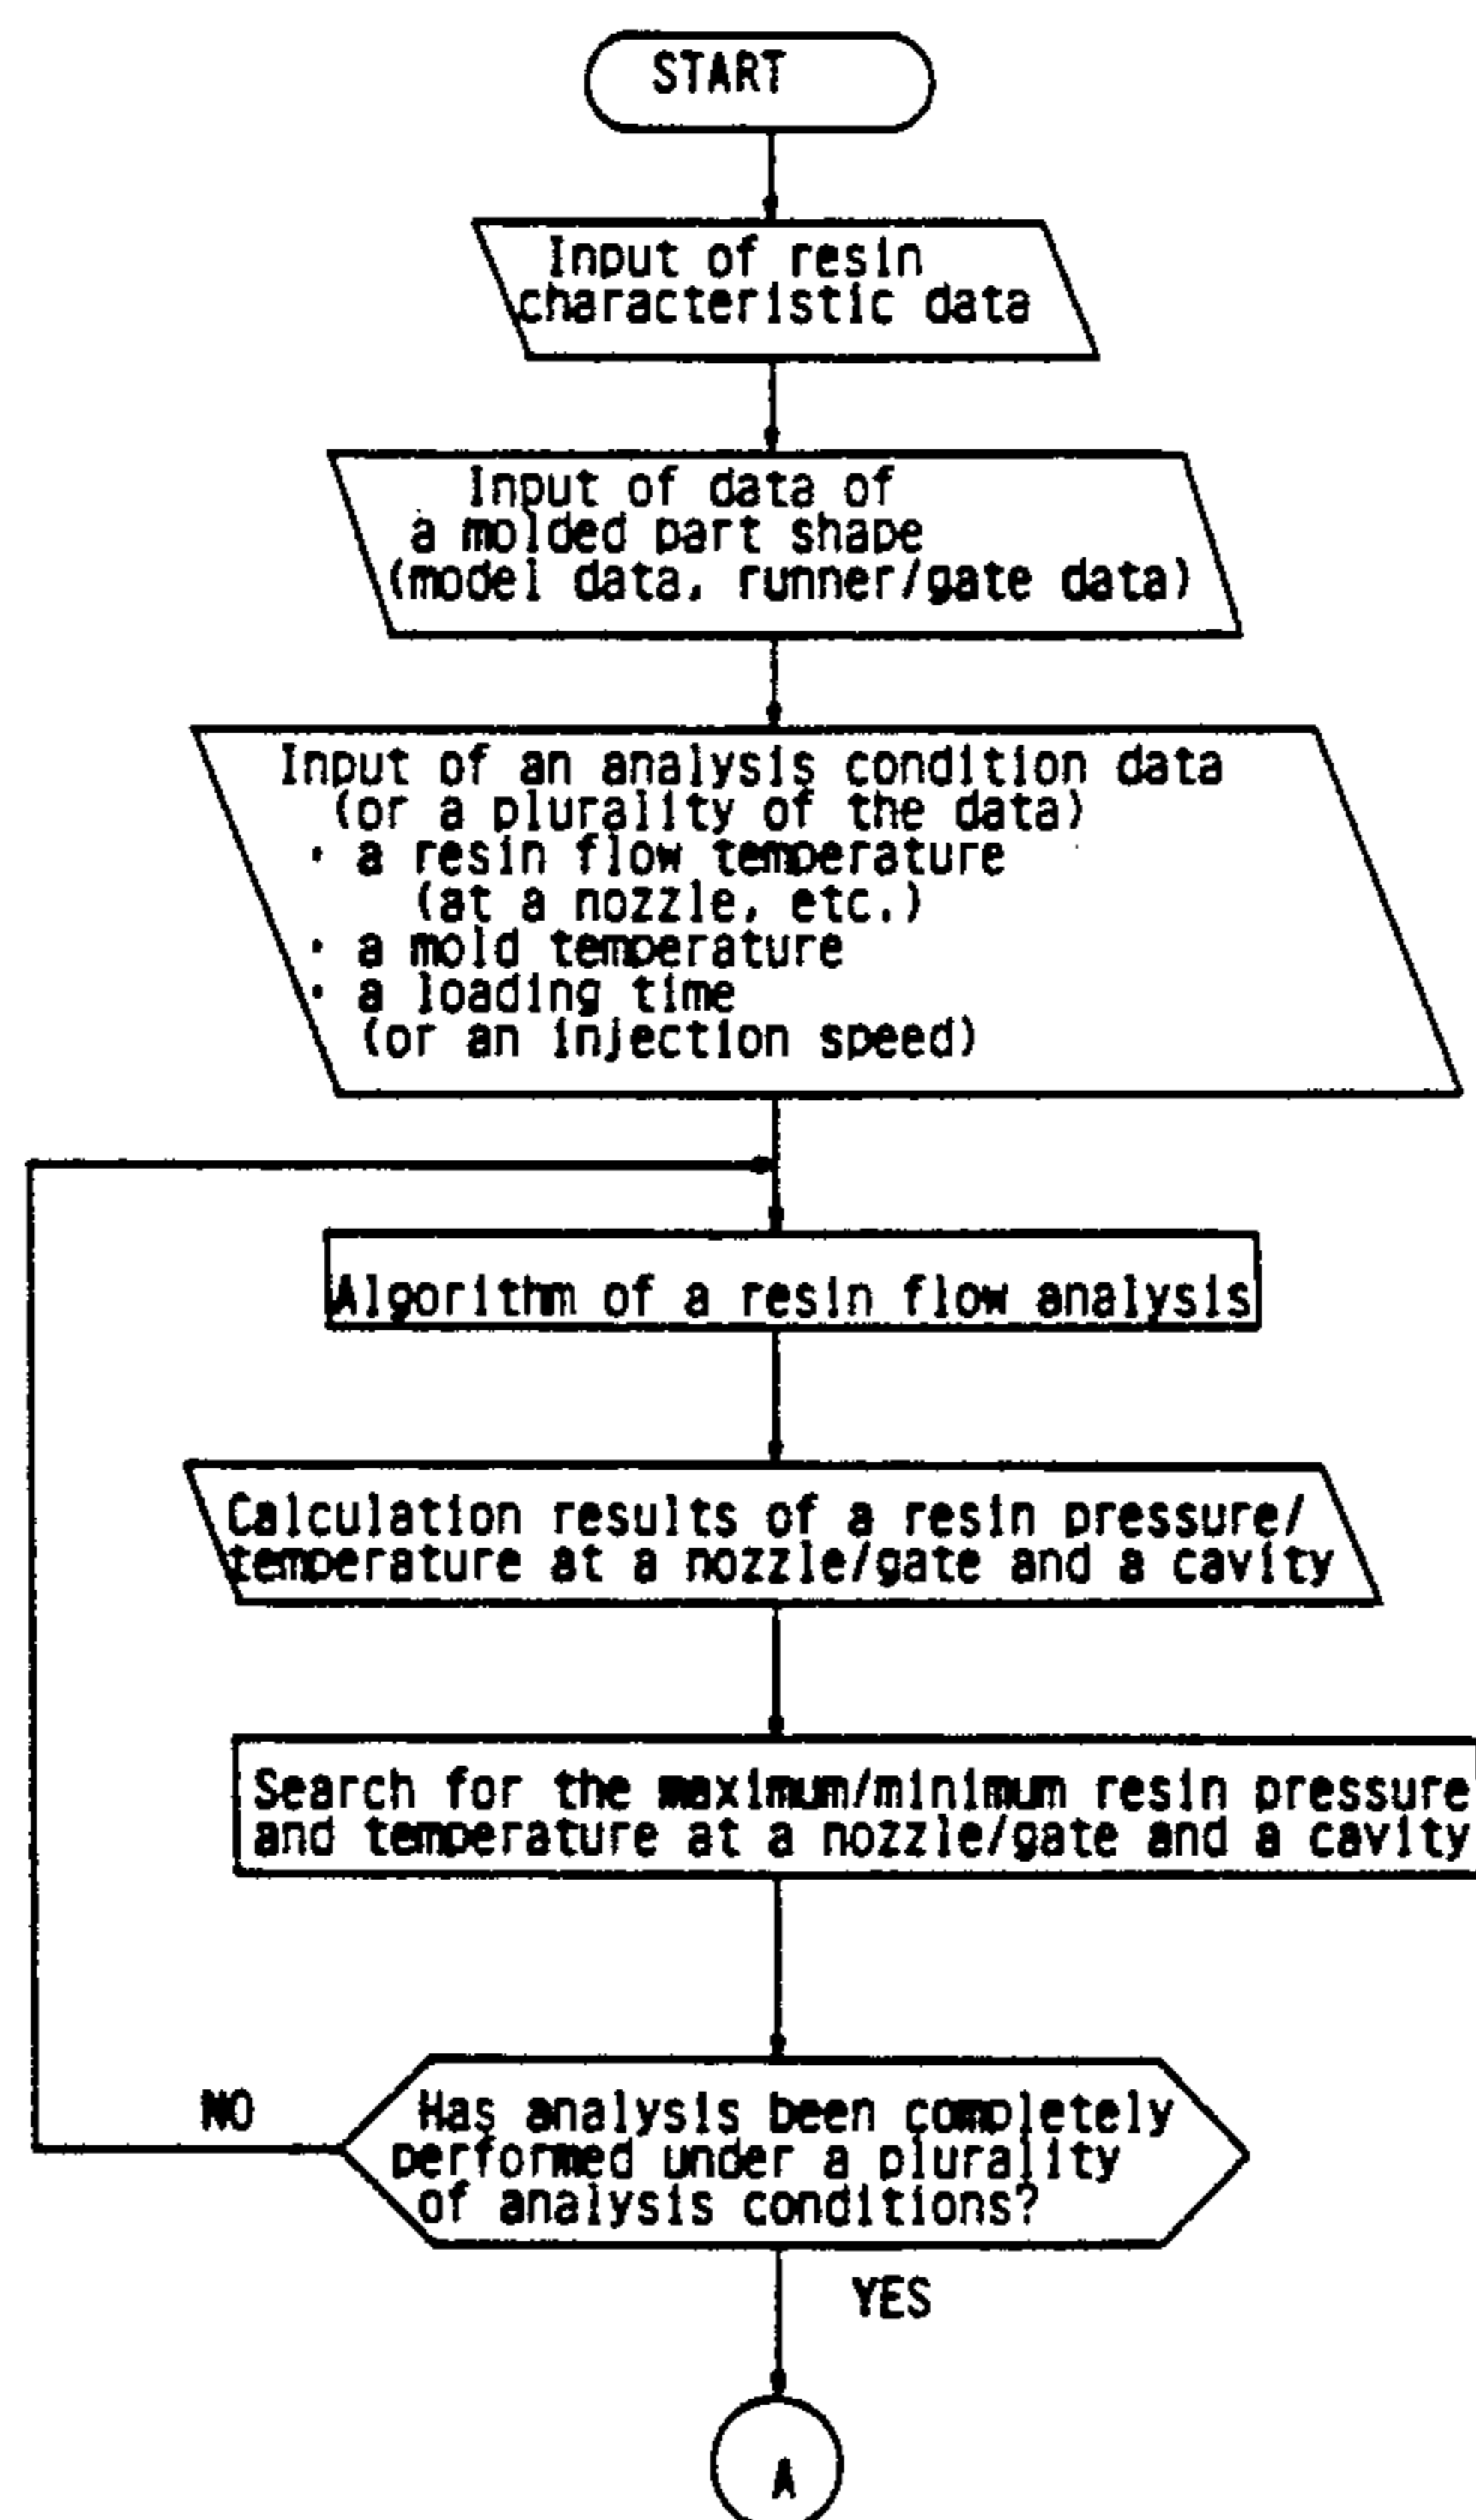 START
Input of resin
characteristic data
Input of data of
a molded part shape
(model data, runner/gate data)
Input of an analysis condition data
(or a plurality of the data)
・ a resin flow temperature
(at a nozzle, etc.)
・ a mold temperature
・ a loading time
(or an injection speed)
Algorithm of a resin flow analysis
Calculation results of a resin pressure/
temperature at a nozzle/gate and a cavity
Search for the maximum/minimum resin pressure
and temperature at a nozzle/gate and a cavity
NO
Has analysis been completely
performed under a plurality
of analysis conditions?
YES
A